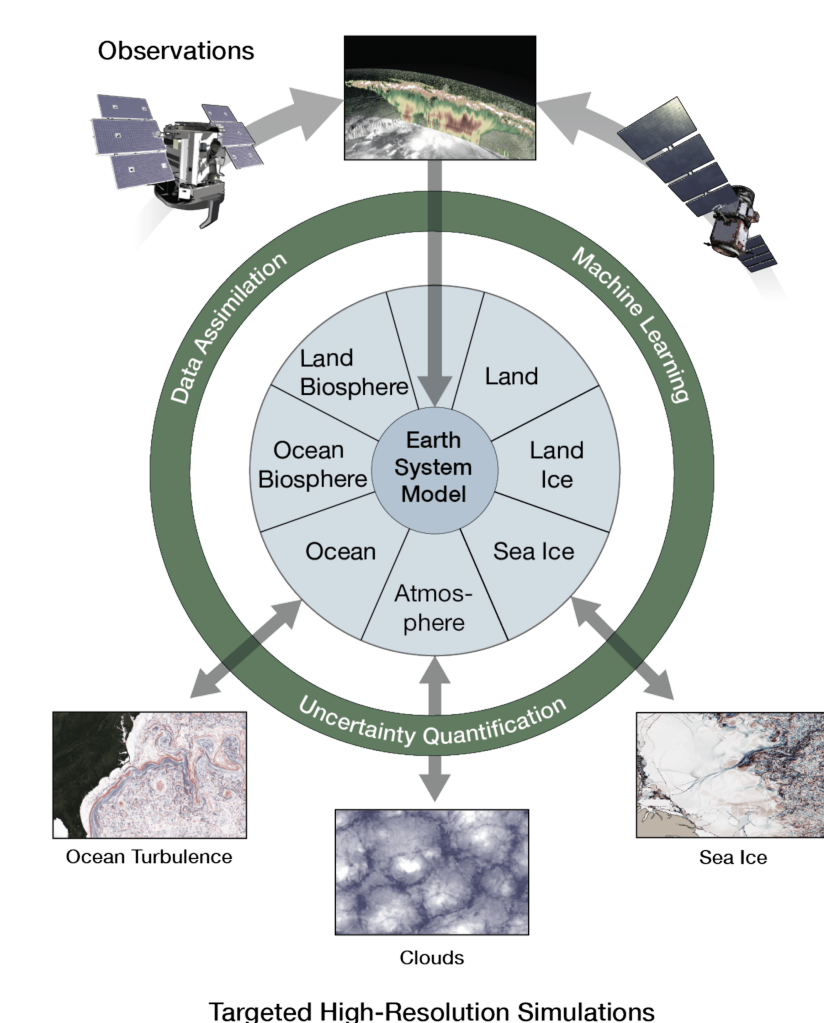 Observations
Data Assimilation
Machine Learning
Land
Biosphere
Land
Ocean
Biosphere
Earth
System
Model
Land
Ice
Ocean
Sea Ice
Atmos-
phere
Uncertainty Quantification
Ocean Turbulence
Sea Ice
Clouds
Targeted High-Resolution Simulations